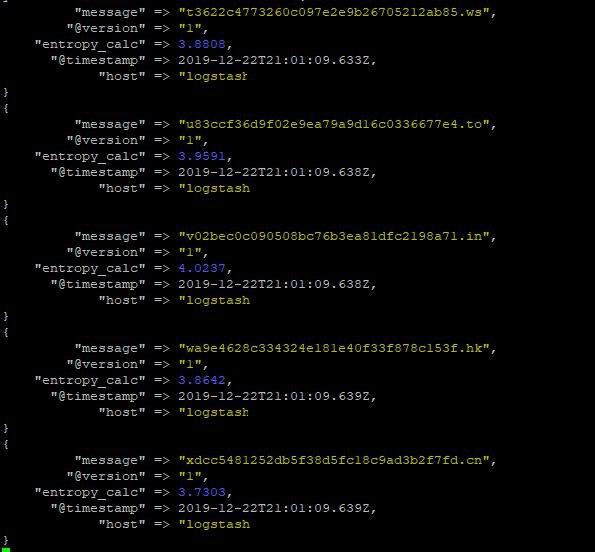 }
"message" => "t3622c4773260c097e2e9b26705212ab85.ws",
"@version" => "1",
"entropy_calc" => 3.8808,
"@timestamp" => 2019-12-22T21:01:09.633Z,
"host" => "logstash
}
{
"message" => "u83ccf36d9f02e9ea79a9d16c0336677e4.to",
"@version" => "1",
"entropy_calc" => 3.9591,
"@timestamp" => 2019-12-22T21:01:09.638Z,
"host" => "logstash
}
{
"message" => "v02bec0c090508bc76b3ea81dfc2198a71.in",
"@version" => "1",
"entropy_calc" => 4.0237,
"@timestamp" => 2019-12-22T21:01:09.638Z,
"host" => "logstash
}
{
"message" => "wa9e4628c334324e181e40f33f878c153f.hk",
"@version" => "1",
"entropy_calc" => 3.8642,
"@timestamp" => 2019-12-22T21:01:09.639Z,
"host" => "logstash
}
{
"message" => "xdcc5481252db5f38d5fc18c9ad3b2f7fd.cn",
"@version" => "1",
"entropy_calc" => 3.7303,
"@timestamp" => 2019-12-22T21:01:09.639Z,
"host" => "logstash
}